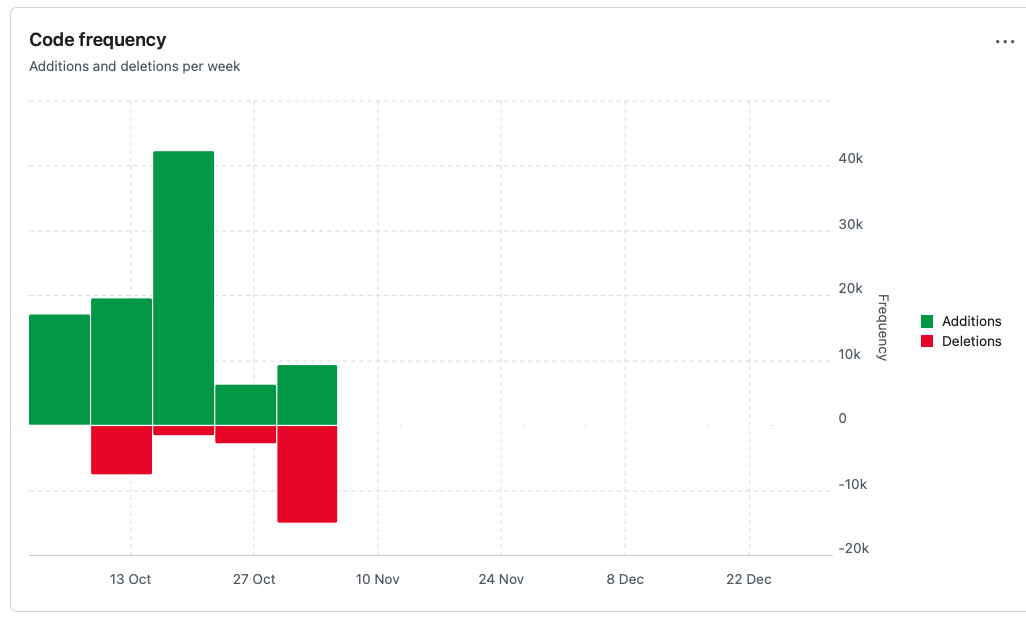 Code frequency
Additions and deletions per week
40k
30k
20k
10k
0
-10k
-20k
Frequency
13 Oct
27 Oct
10 Nov
24 Nov
8 Dec
22 Dec
Additions
Deletions